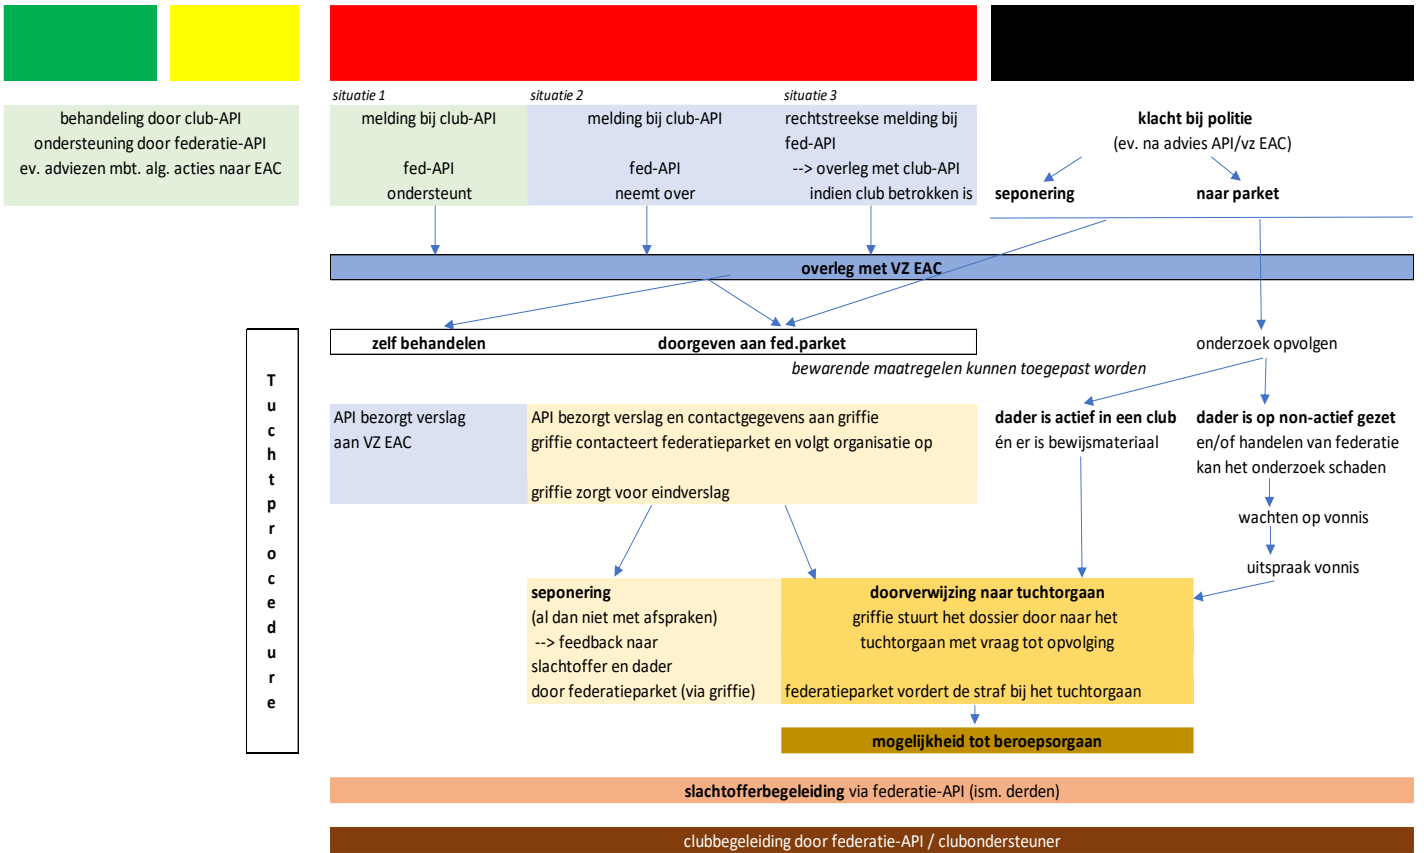 situatie 1
situatie 2
situatie 3
behandeling door club-API
ondersteuning door federatie-API
ev. adviezen mbt. alg. acties naar EAC
melding bij club-API
fed-API
ondersteunt
melding bij club-API
fed-API
neemt over
rechtstreekse melding bij
fed-API
--> overleg met club-API
indien club betrokken is
klacht bij politie
(ev. na advies API/vz EAC)
seponering
naar parket
overleg met VZ EAC
Tuchtprocedure
zelf behandelen
doorgeven aan fed.parket
onderzoek opvolgen
bewarende maatregelen kunnen toegepast worden
API bezorgt verslag
aan VZ EAC
API bezorgt verslag en contactgegevens aan griffie
griffie contacteert federatieparket en volgt organisatie op
griffie zorgt voor eindverslag
dader is actief in een club
én er is bewijsmateriaal
dader is op non-actief gezet
en/of handelen van federatie
kan het onderzoek schaden
wachten op vonnis
uitspraak vonnis
seponering
(al dan niet met afspraken)
--> feedback naar
slachtoffer en dader
door federatieparket (via griffie)
doorverwijzing naar tuchtorgaan
griffie stuurt het dossier door naar het
tuchtorgaan met vraag tot opvolging
federatieparket vordert de straf bij het tuchtorgaan
mogelijkheid tot beroepsorgaan
slachtofferbegeleiding via federatie-API (ism. derden)
clubbegeleiding door federatie-API / clubondersteuner